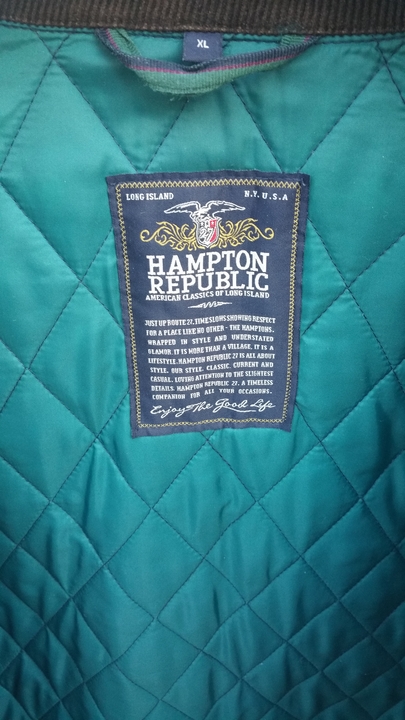 XL
LONG ISLAND N.Y. U.S.A
27
HAMPTON
REPUBLIC
AMERICAN CLASSICS OF LONG ISLAND
JUST UP ROUTE 27, TIME SLOWS SHOWING RESPECT
FOR A PLACE LIKE NO OTHER - THE HAMPTONS.
WRAPPED IN STYLE AND UNDERSTATED
GLAMOR. IT IS MORE THAN A VILLAGE, IT IS A
LIFESTYLE. HAMPTON REPUBLIC 27 IS ALL ABOUT
STYLE. OUR STYLE. CLASSIC, CURRENT AND
CASUAL. LOVING ATTENTION TO THE SLIGHTEST
DETAILS. HAMPTON REPUBLIC 27. A TIMELESS
COMPANION FOR ALL YOUR OCCASIONS.
Enjoy The Good Life